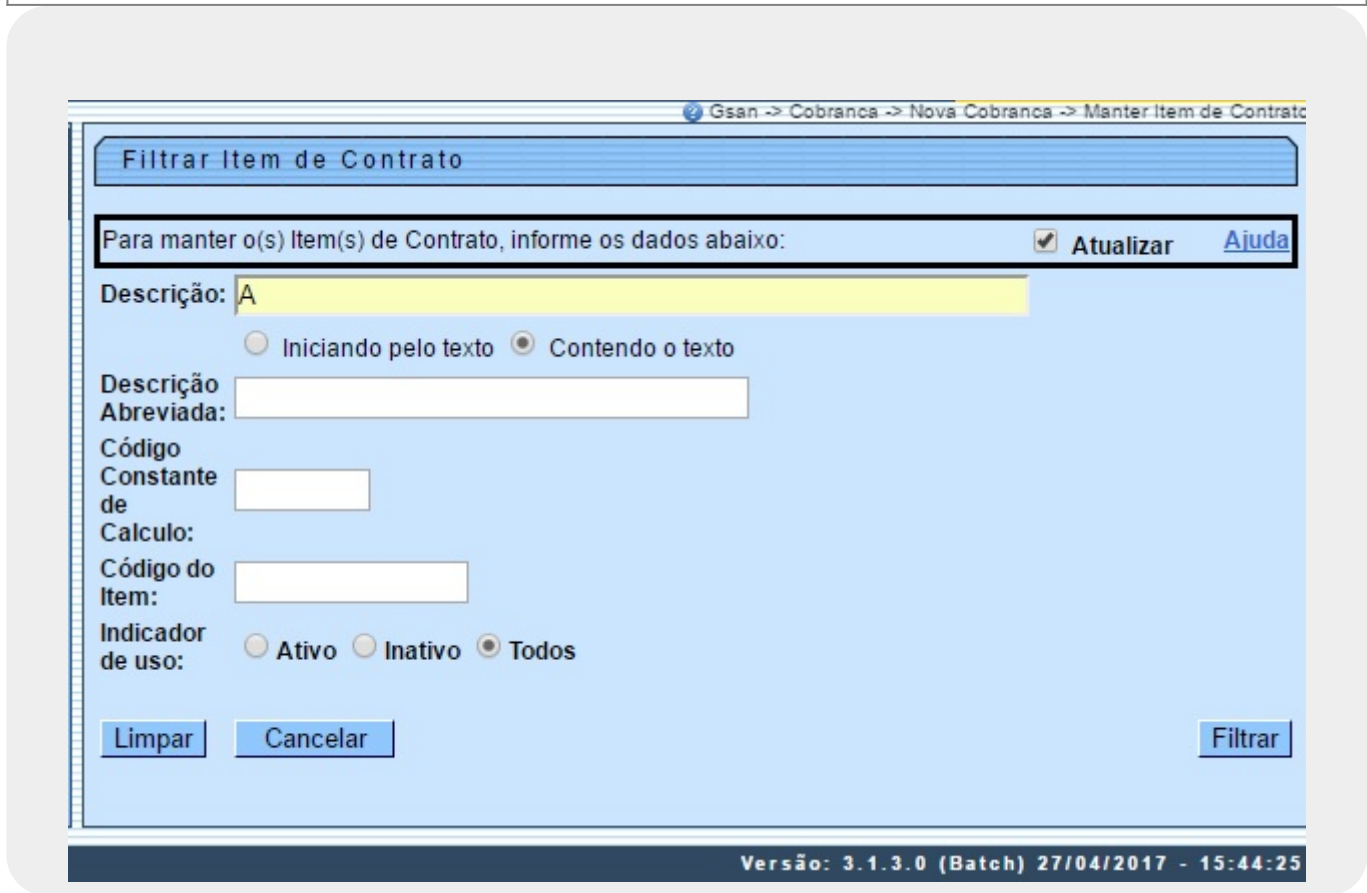 Gsan -> Cobranca -> Nova Cobranca -> Manter Item de Contrato
Filtrar Item de Contrato
Para manter o(s) Item(s) de Contrato, informe os dados abaixo: Atualizar Ajuda
Descrição: A
Iniciando pelo texto Contendo o texto
Descrição
Abreviada:
Código
Constante
de
Calculo:
Código do
Item:
Indicador
de uso: Ativo Inativo Todos
Limpar Cancelar Filtrar
Versão: 3.1.3.0 (Batch) 27/04/2017 - 15:44:25